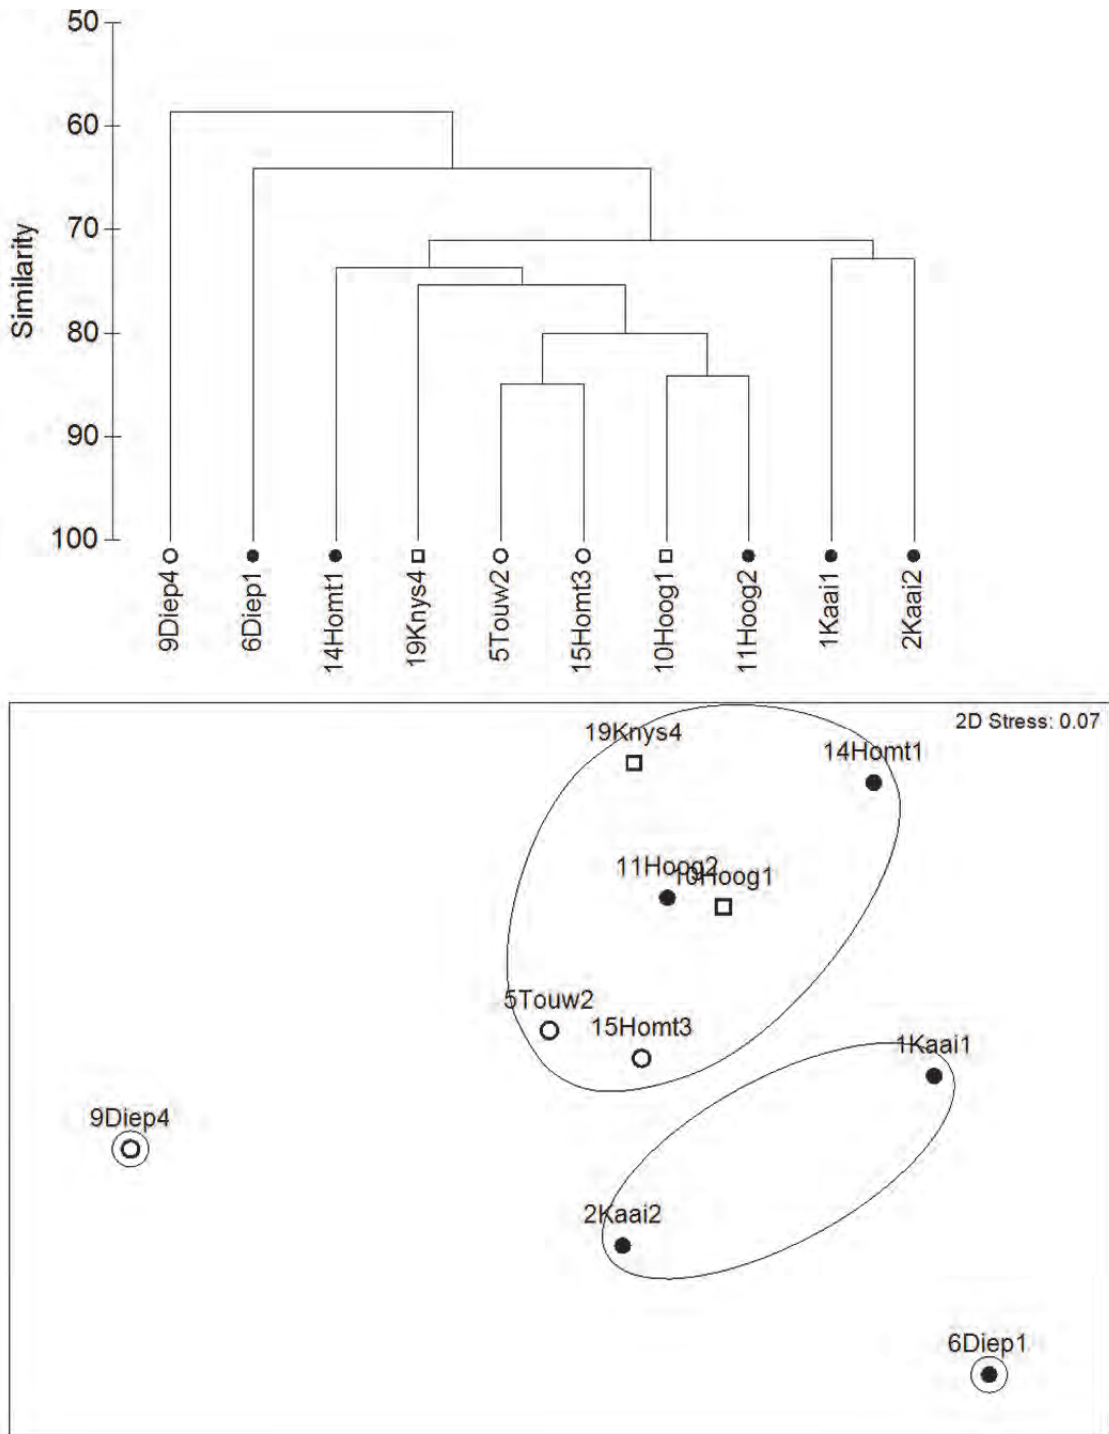 50
60
70
80
90
100
Similarity
9Diep4
6Diep1
14Homt1
19Knys4
5Touw2
15Homt3
10Hoog1
11Hoog2
1Kaai1
2Kaai2
2D Stress: 0.07
19Knys4
14Homt1
11Hoog2
10Hoog1
5Touw2
15Homt3
1Kaai1
9Diep4
2Kaai2
6Diep1